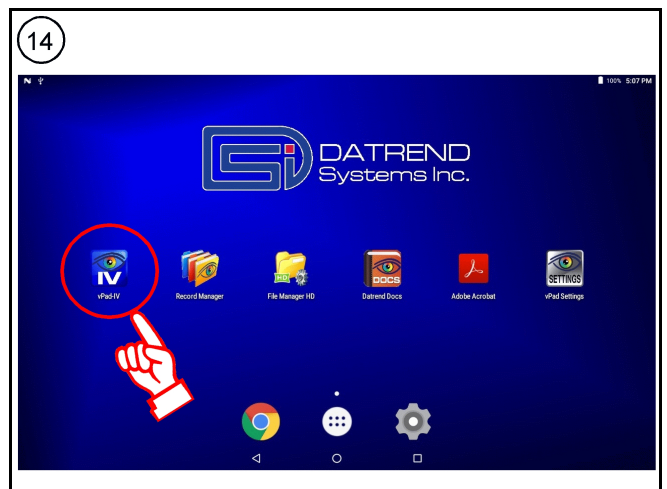 14
N 100% 5:07 PM
DATREND
Systems Inc.
IV
HD
DOCS
SETTINGS
vPad-IV Record Manager File Manager HD Datrend Docs Adobe Acrobat vPad Settings